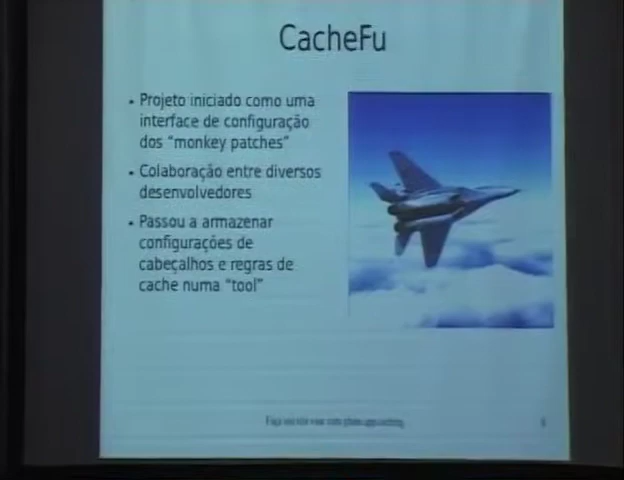 CacheFu
• Projeto iniciado como uma
interface de configuração
dos "monkey patches"
• Colaboração entre diversos
desenvolvedores
• Passou a armazenar
configurações de
cabeçalhos e regras de
cache numa "tool"